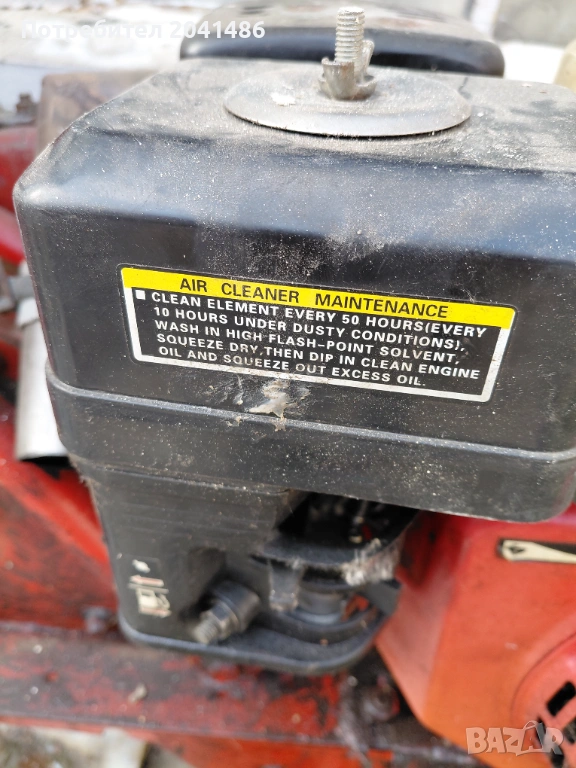 потребител 2041486
AIR CLEANER MAINTENANCE
■ CLEAN ELEMENT EVERY 50 HOURS(EVERY
10 HOURS UNDER DUSTY CONDITIONS),
WASH IN HIGH FLASH-POINT SOLVENT,
SQUEEZE DRY,THEN DIP IN CLEAN ENGINE
OIL AND SQUEEZE OUT EXCESS OIL.
BAZAR